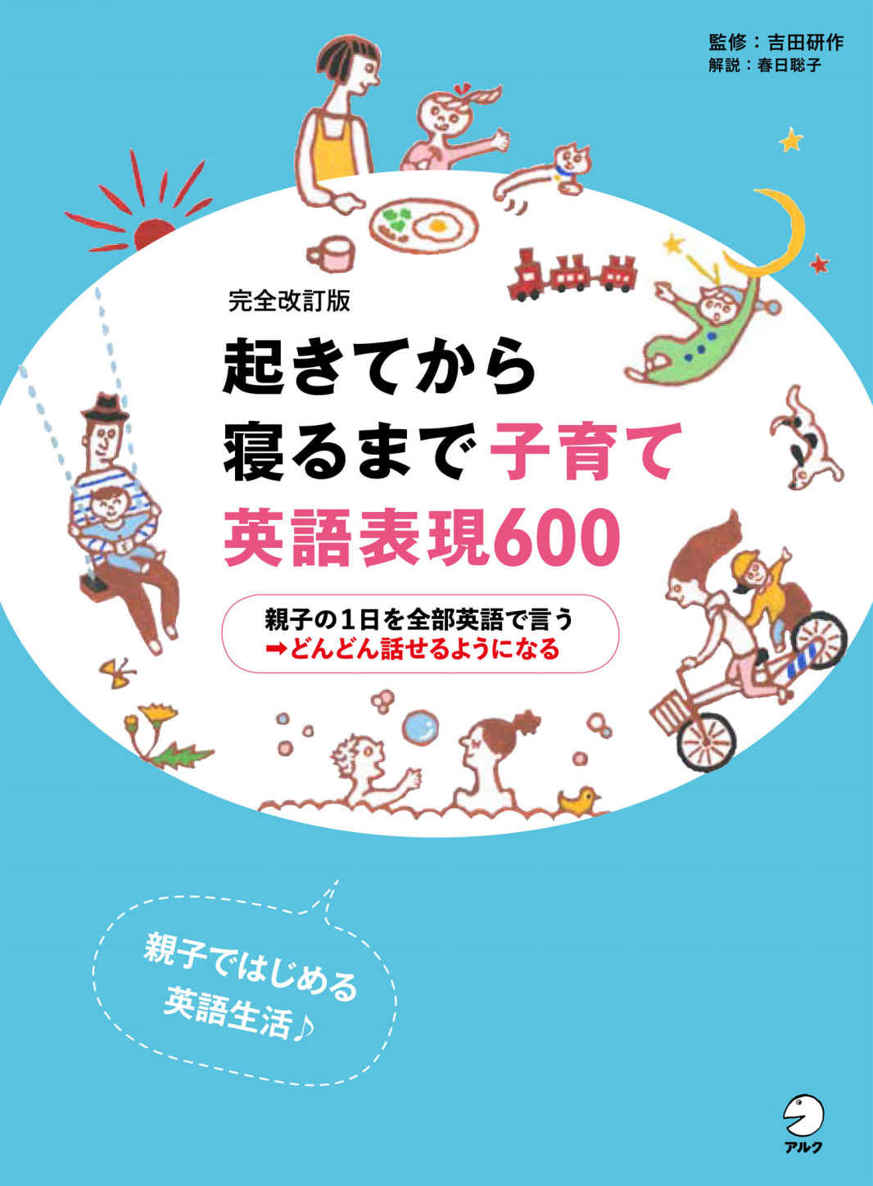 監修：吉田研作
解説：春日聡子
完全改訂版
起きてから
寝るまで子育て
英語表現600
親子の1日を全部英語で言う
➡どんどん話せるようになる
親子ではじめる
英語生活♪
アルク